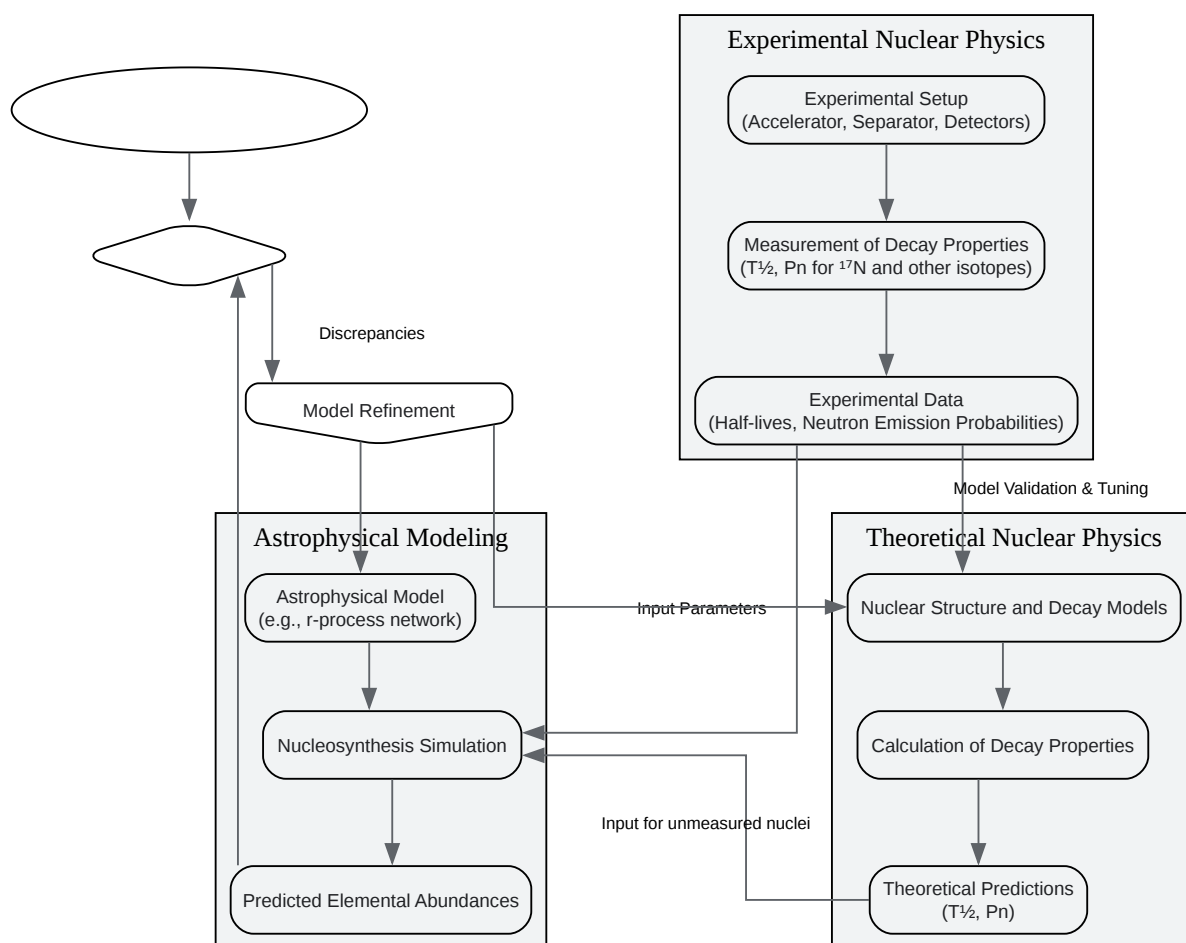 Experimental Nuclear Physics
Experimental Setup
(Accelerator, Separator, Detectors)
Measurement of Decay Properties
(T½, Pn for ¹⁷N and other isotopes)
Discrepancies
Model Refinement
Experimental Data
(Half-lives, Neutron Emission Probabilities)
Model Validation & Tuning
Astrophysical Modeling
Theoretical Nuclear Physics
Astrophysical Model
(e.g., r-process network)
Input Parameters
Nuclear Structure and Decay Models
Nucleosynthesis Simulation
Calculation of Decay Properties
Input for unmeasured nuclei
Predicted Elemental Abundances
Theoretical Predictions
(T½, Pn)